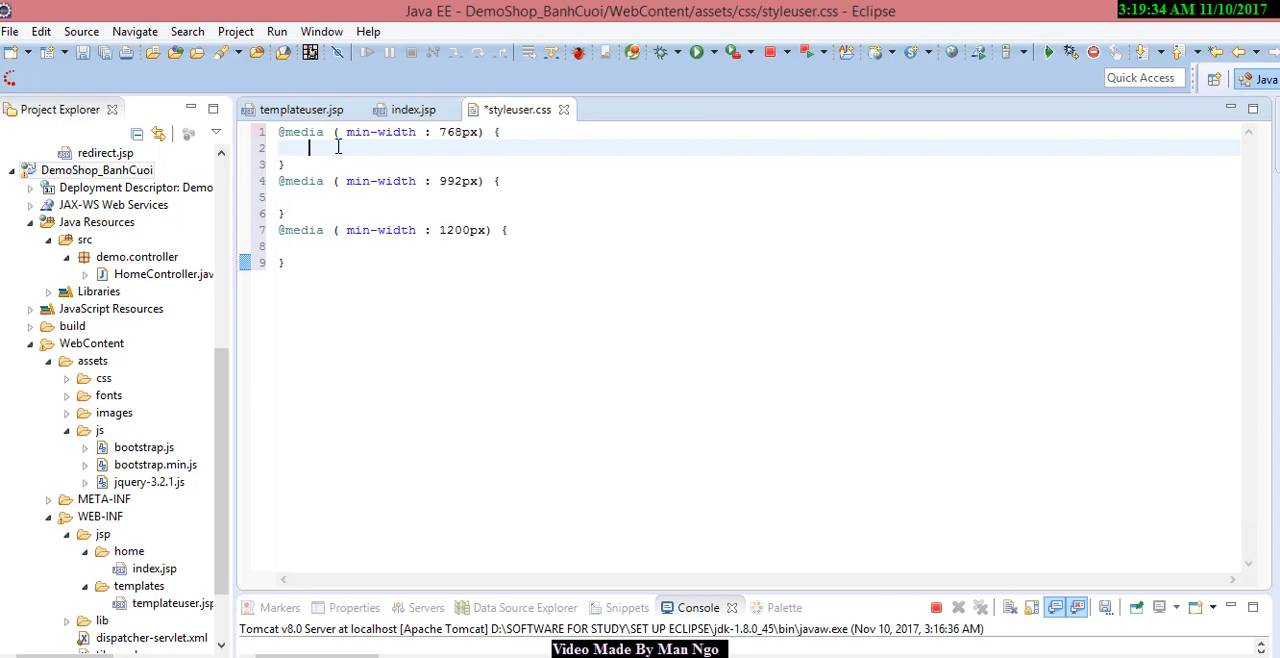 Java EE - DemoShop_BanhCuoi/WebContent/assets/css/styleuser.css - Eclipse
3:19:34 AM 11/10/2017
File Edit Source Navigate Search Project Run Window Help
Quick Access
Java
Project Explorer
templateuser.jsp
index.jsp
*styleuser.css
redirect.jsp
DemoShop_BanhCuoi
Deployment Descriptor: Demo
JAX-WS Web Services
Java Resources
src
demo.controller
HomeController.jav
Libraries
JavaScript Resources
build
WebContent
assets
css
fonts
images
js
bootstrap.js
bootstrap.min.js
jquery-3.2.1.js
META-INF
WEB-INF
jsp
home
index.jsp
templates
templateuser.jsp
lib
dispatcher-servlet.xml
1 @media ( min-width : 768px) {
2
3 }
4 @media ( min-width : 992px) {
5
6 }
7 @media ( min-width : 1200px) {
8
9 }
Markers Properties Servers Data Source Explorer Snippets Console Palette
Tomcat v8.0 Server at localhost [Apache Tomcat] D:\SOFTWARE FOR STUDY\SET UP ECLIPSE\jdk-1.8.0_45\bin\javaw.exe (Nov 10, 2017, 3:16:36 AM)
Video Made By Man Ngo